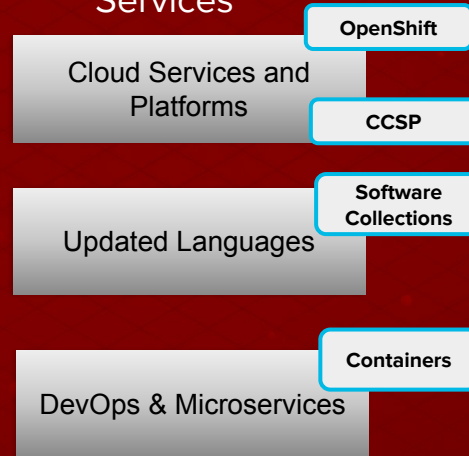 Services
OpenShift
Cloud Services and
Platforms
CCSP
Software
Collections
Updated Languages
Containers
DevOps & Microservices